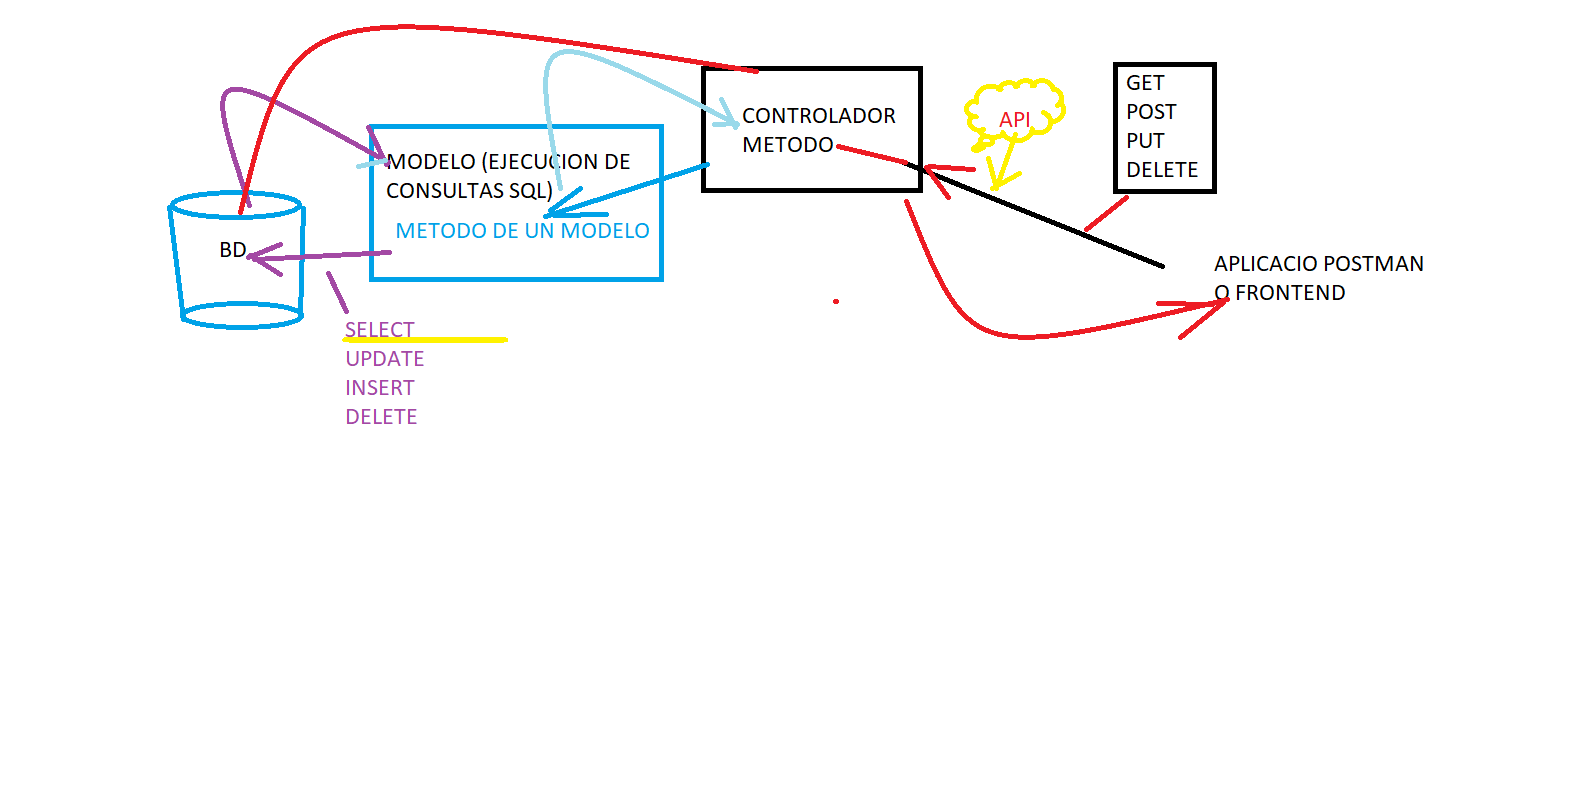 GET
POST
PUT
DELETE
API
CONTROLADOR
METODO
MODELO (EJECUCION DE
CONSULTAS SQL)
METODO DE UN MODELO
BD
APLICACIO POSTMAN
O FRONTEND
SELECT
UPDATE
INSERT
DELETE